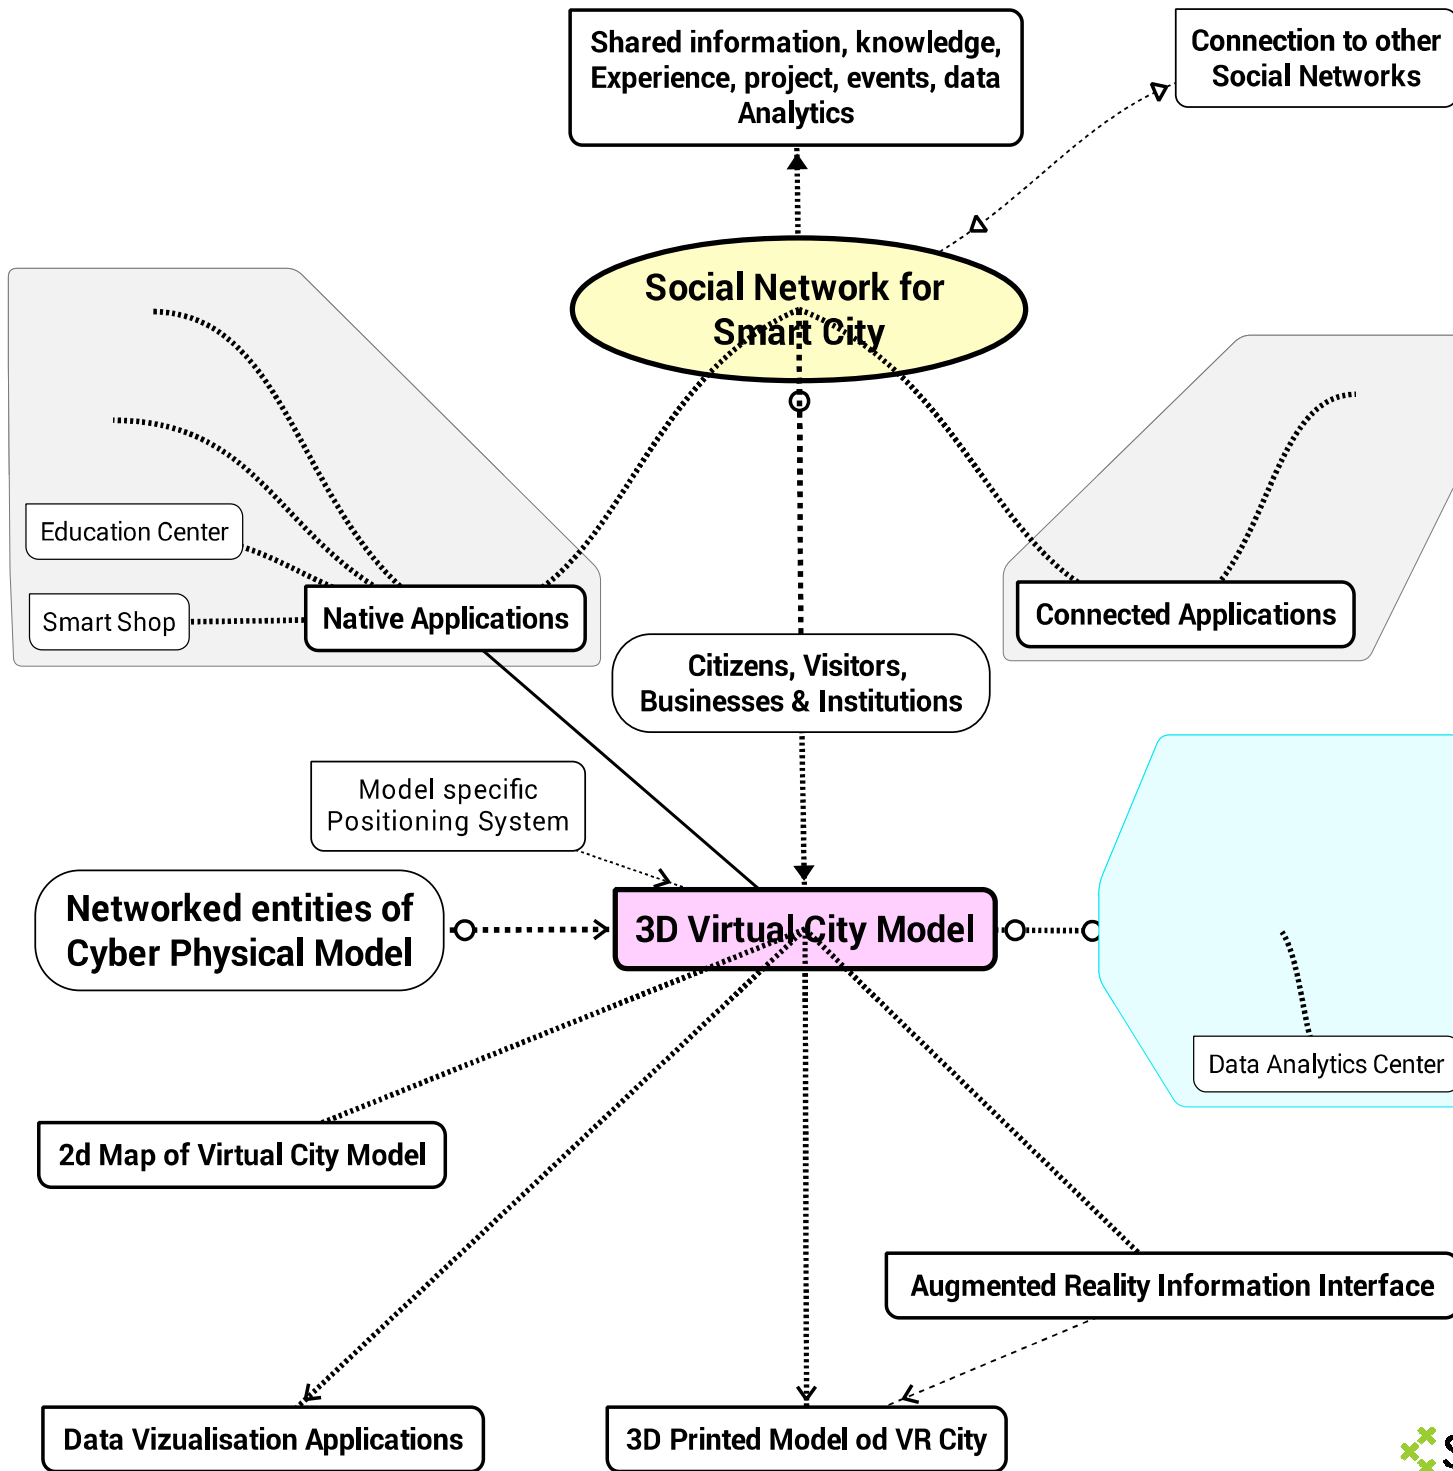 Shared information, knowledge,
Experience, project, events, data
Analytics
Connection to other
Social Networks
Social Network for
Smart City
Education Center
Smart Shop
Native Applications
Connected Applications
Citizens, Visitors,
Businesses & Institutions
Model specific
Positioning System
Networked entities of
Cyber Physical Model
3D Virtual City Model
Data Analytics Center
2d Map of Virtual City Model
Augmented Reality Information Interface
Data Vizualisation Applications
3D Printed Model od VR City